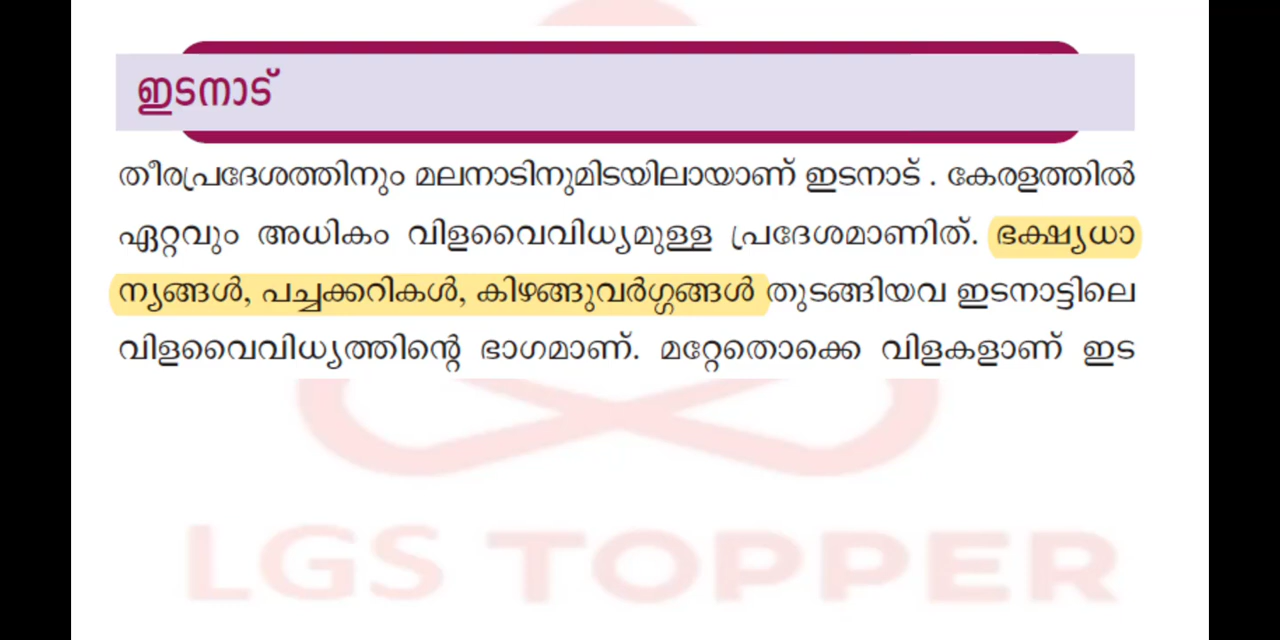 ഇടനാട്
തീരപ്രദേശത്തിനും മലനാടിനുമിടയിലായാണ് ഇടനാട് . കേരളത്തിൽ
ഏറ്റവും അധികം വിളവൈവിധ്യമുള്ള പ്രദേശമാണിത്. ഭക്ഷ്യധാ
ന്യങ്ങൾ, പച്ചക്കറികൾ, കിഴങ്ങുവർഗ്ഗങ്ങൾ തുടങ്ങിയവ ഇടനാട്ടിലെ
വിളവൈവിധ്യത്തിന്റെ ഭാഗമാണ്. മറ്റേതൊക്കെ വിളകളാണ് ഇട
LGS TOPPER